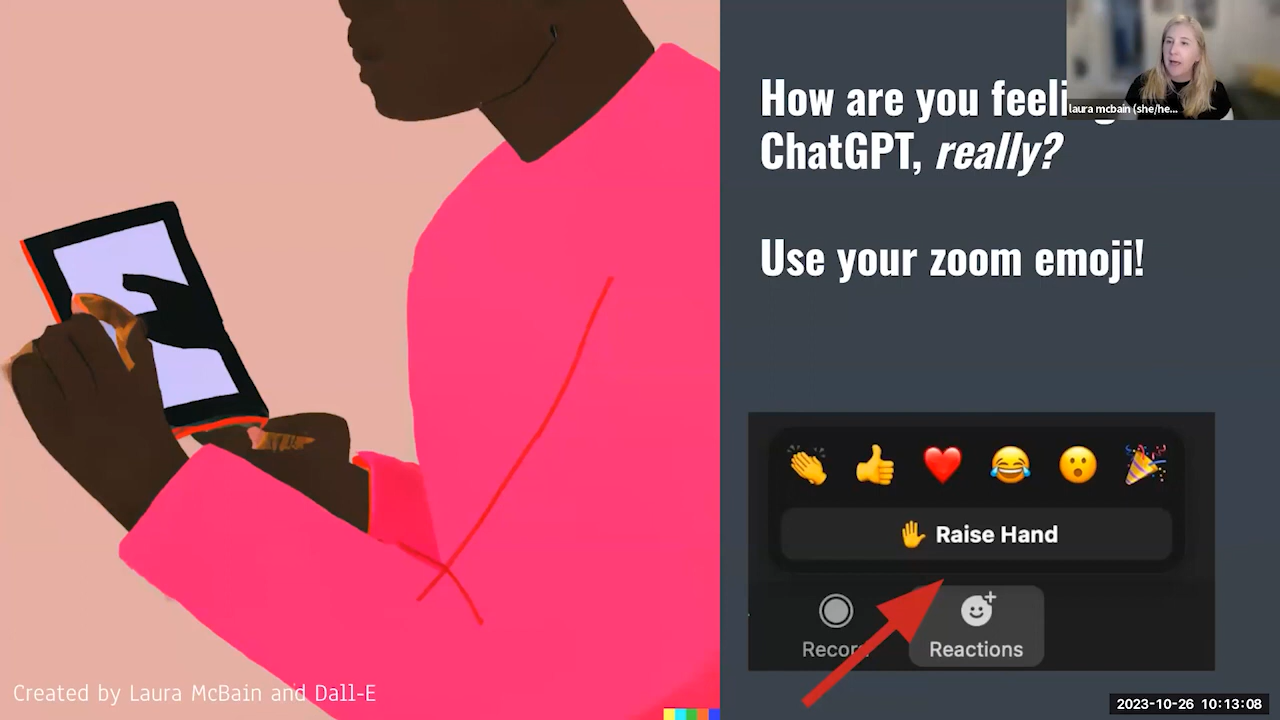 How are you feeli
ChatGPT, really?
laura mcbain (she/he...
Use your zoom emoji!
Raise Hand
Record
Reactions
Created by Laura McBain and Dall-E
2023-10-26 10:13:08